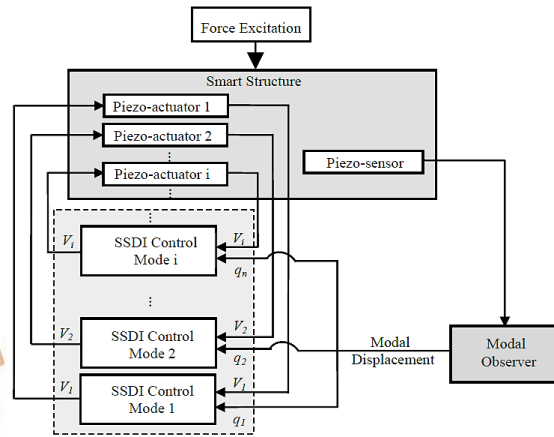 Force Excitation
Smart Structure
Piezo-actuator 1
Piezo-actuator 2
⋮
Piezo-actuator i
⋮
Piezo-sensor
⋮
Vi
SSDI Control
Mode i
Vi
qn
⋮
V2
SSDI Control
Mode 2
V2
q2
Modal
Displacement
Modal
Observer
V1
SSDI Control
Mode 1
V1
q1